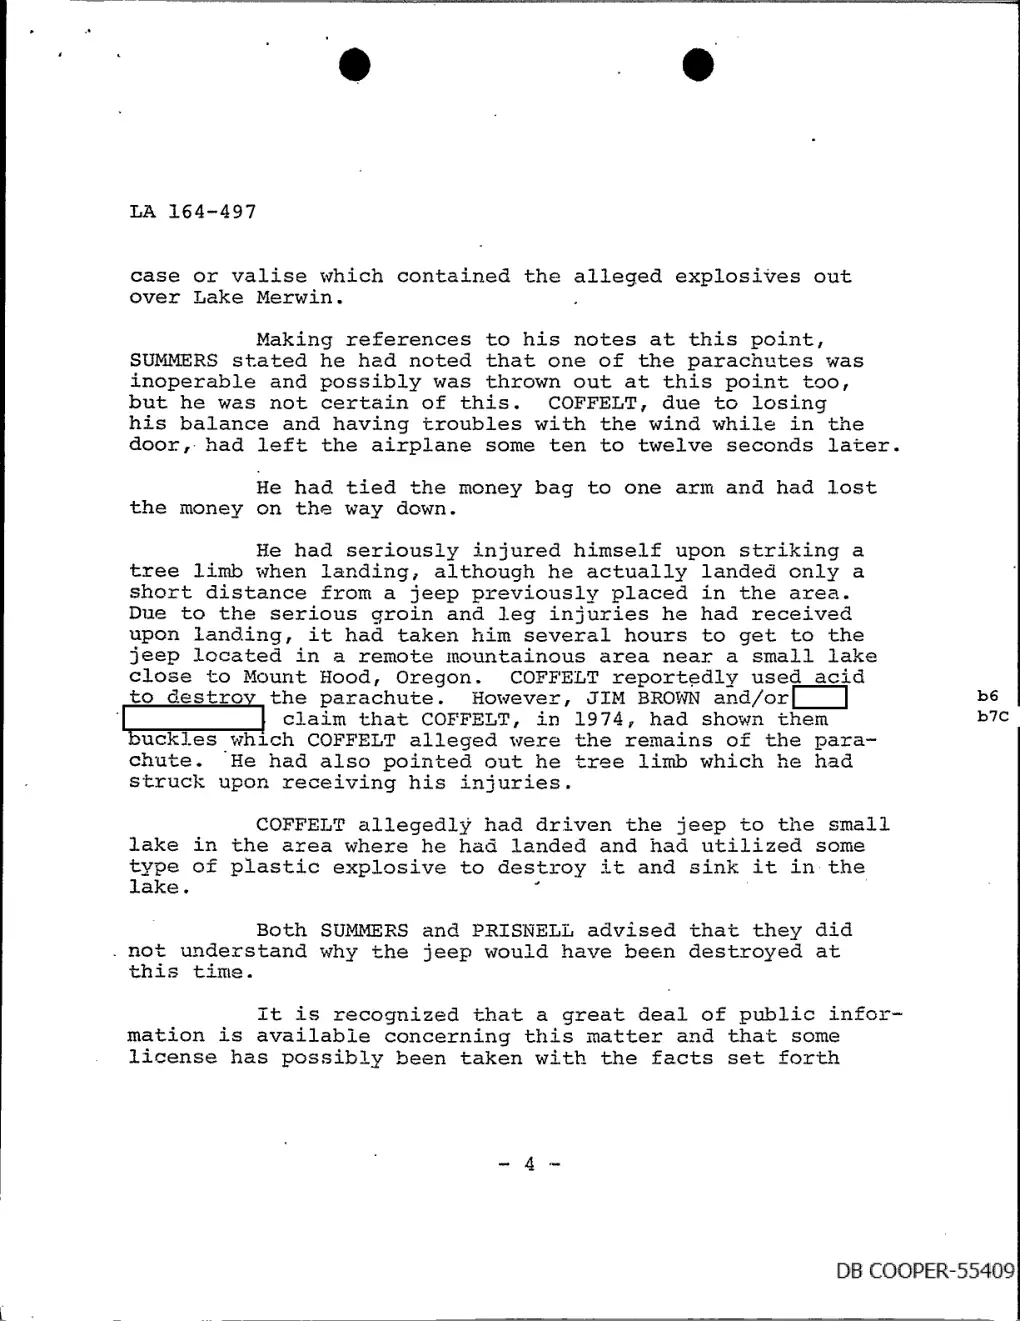 LA 164-497
case or valise which contained the alleged explosives out
over Lake Merwin.
Making references to his notes at this point,
SUMMERS stated he had noted that one of the parachutes was
inoperable and possibly was thrown out at this point too,
but he was not certain of this. COFFELT, due to losing
his balance and having troubles with the wind while in the
door, had left the airplane some ten to twelve seconds later.
He had tied the money bag to one arm and had lost
the money on the way down.
He had seriously injured himself upon striking a
tree limb when landing, although he actually landed only a
short distance from a jeep previously placed in the area.
Due to the serious groin and leg injuries he had received
upon landing, it had taken him several hours to get to the
jeep located in a remote mountainous area near a small lake
close to Mount Hood, Oregon. COFFELT reportedly used acid
to destroy the parachute. However, JIM BROWN and/or
b6
claim that COFFELT, in 1974, had shown them
b7C
buckles which COFFELT alleged were the remains of the para-
chute. He had also pointed out he tree limb which he had
struck upon receiving his injuries.
COFFELT allegedly had driven the jeep to the small
lake in the area where he had landed and had utilized some
type of plastic explosive to destroy it and sink it in the
lake.
Both SUMMERS and PRISNELL advised that they did
not understand why the jeep would have been destroyed at
this time.
It is recognized that a great deal of public infor-
mation is available concerning this matter and that some
license has possibly been taken with the facts set forth
- 4 -
DB COOPER-55409